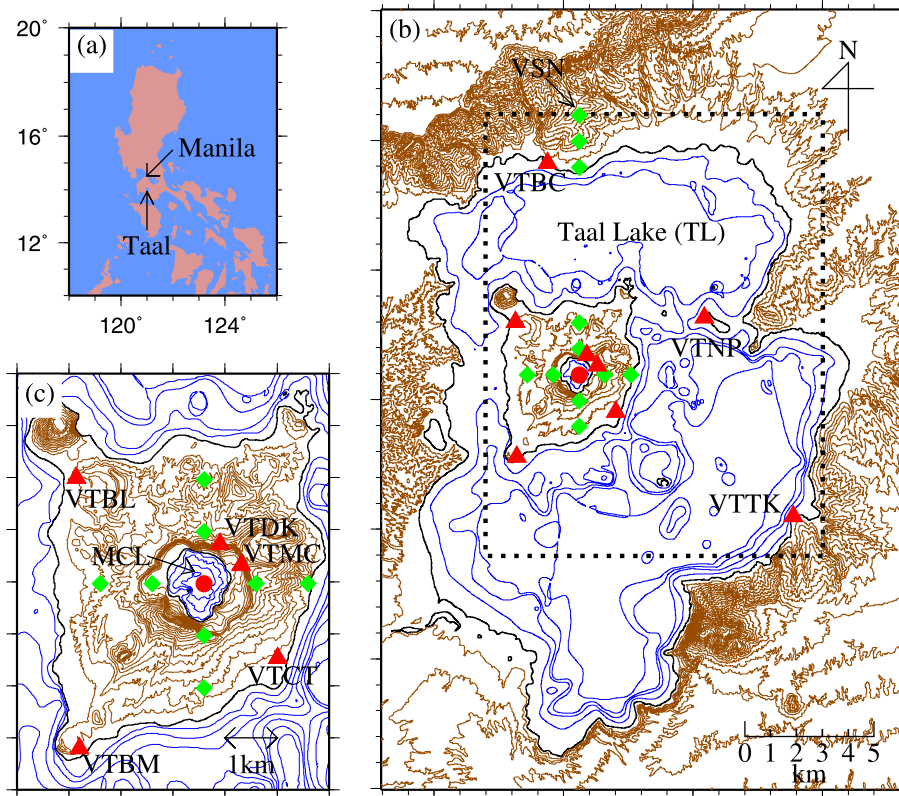 (a)
20°
16°
12°
120°
124°
Manila
Taal
(b)
VSN
N
VTBC
Taal Lake (TL)
VTNP
VTTK
0 1 2 3 4 5
km
(c)
VTBL
VTDK
MCL
VTMC
VTCT
VTBM
1km